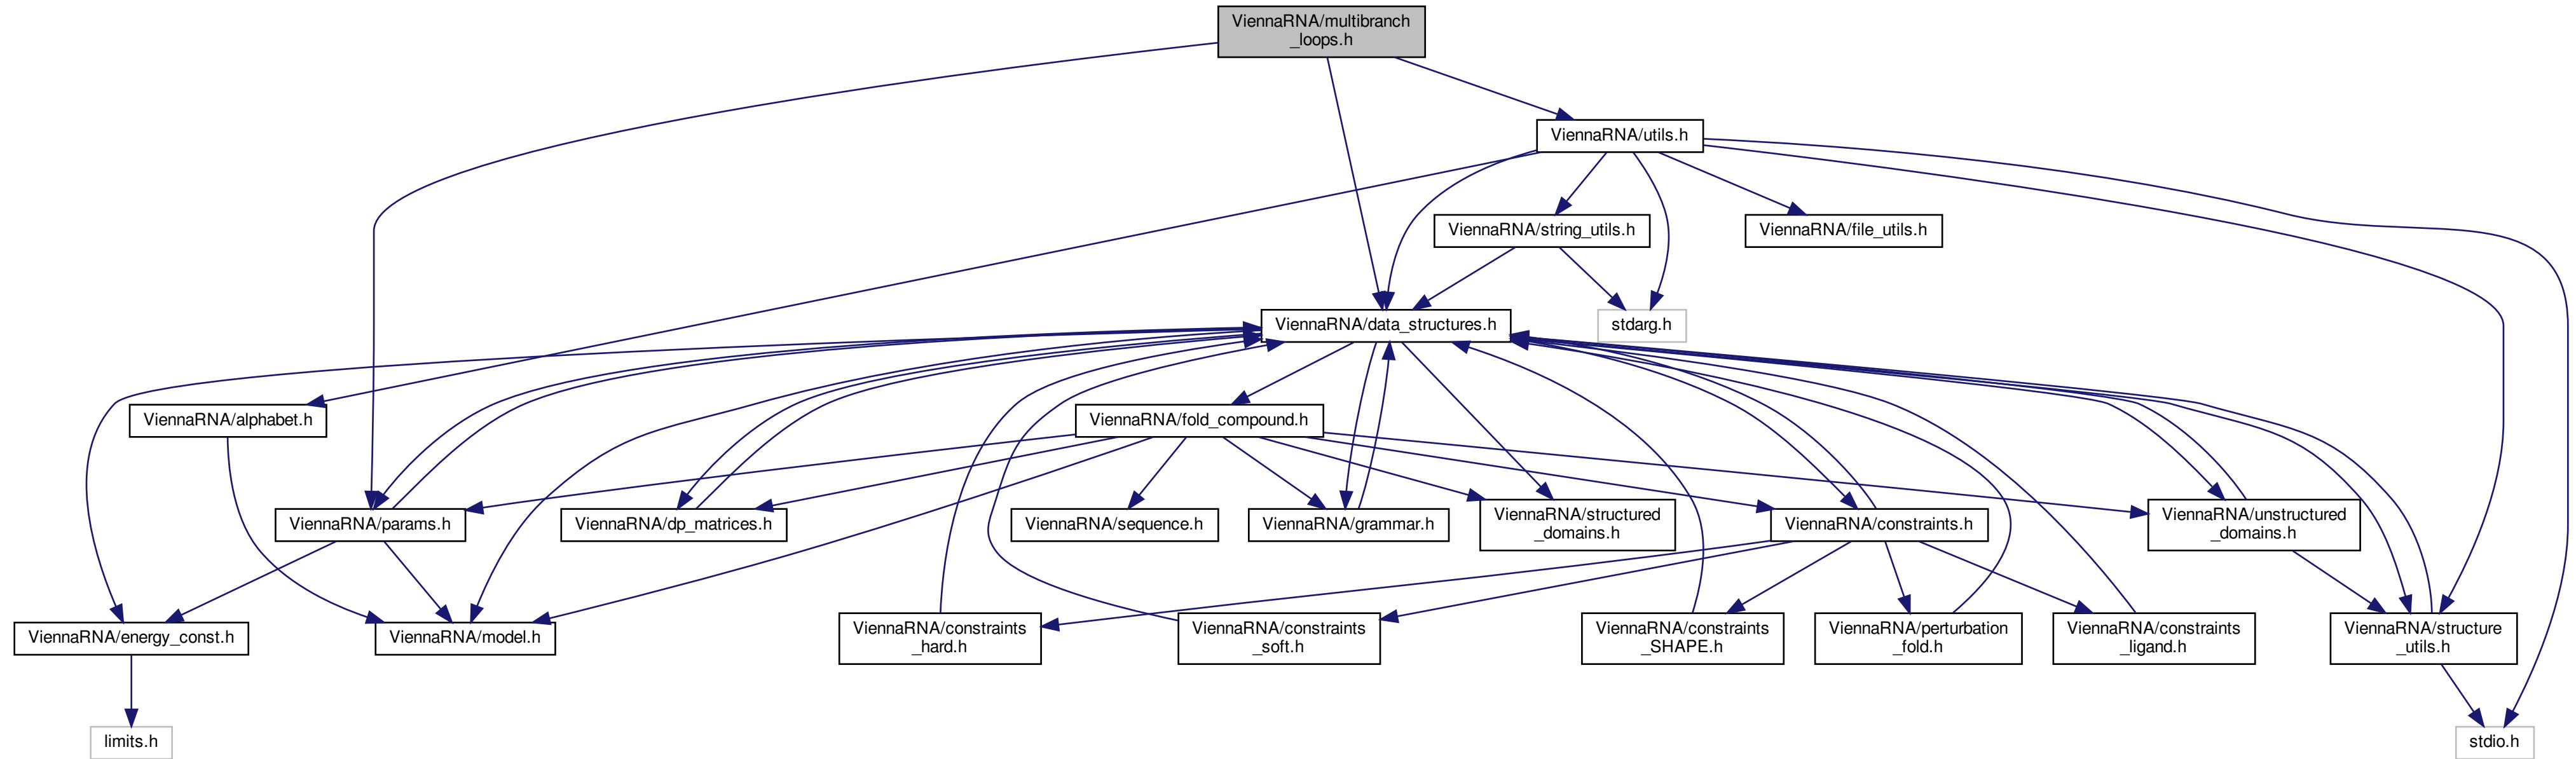 ViennaRNA/multibranch
_loops.h
ViennaRNA/utils.h
ViennaRNA/string_utils.h
ViennaRNA/file_utils.h
ViennaRNA/data_structures.h
stdarg.h
ViennaRNA/alphabet.h
ViennaRNA/fold_compound.h
ViennaRNA/params.h
ViennaRNA/dp_matrices.h
ViennaRNA/sequence.h
ViennaRNA/grammar.h
ViennaRNA/structured
_domains.h
ViennaRNA/constraints.h
ViennaRNA/unstructured
_domains.h
ViennaRNA/energy_const.h
ViennaRNA/model.h
ViennaRNA/constraints
_hard.h
ViennaRNA/constraints
_soft.h
ViennaRNA/constraints
_SHAPE.h
ViennaRNA/perturbation
_fold.h
ViennaRNA/constraints
_ligand.h
ViennaRNA/structure
_utils.h
limits.h
stdio.h